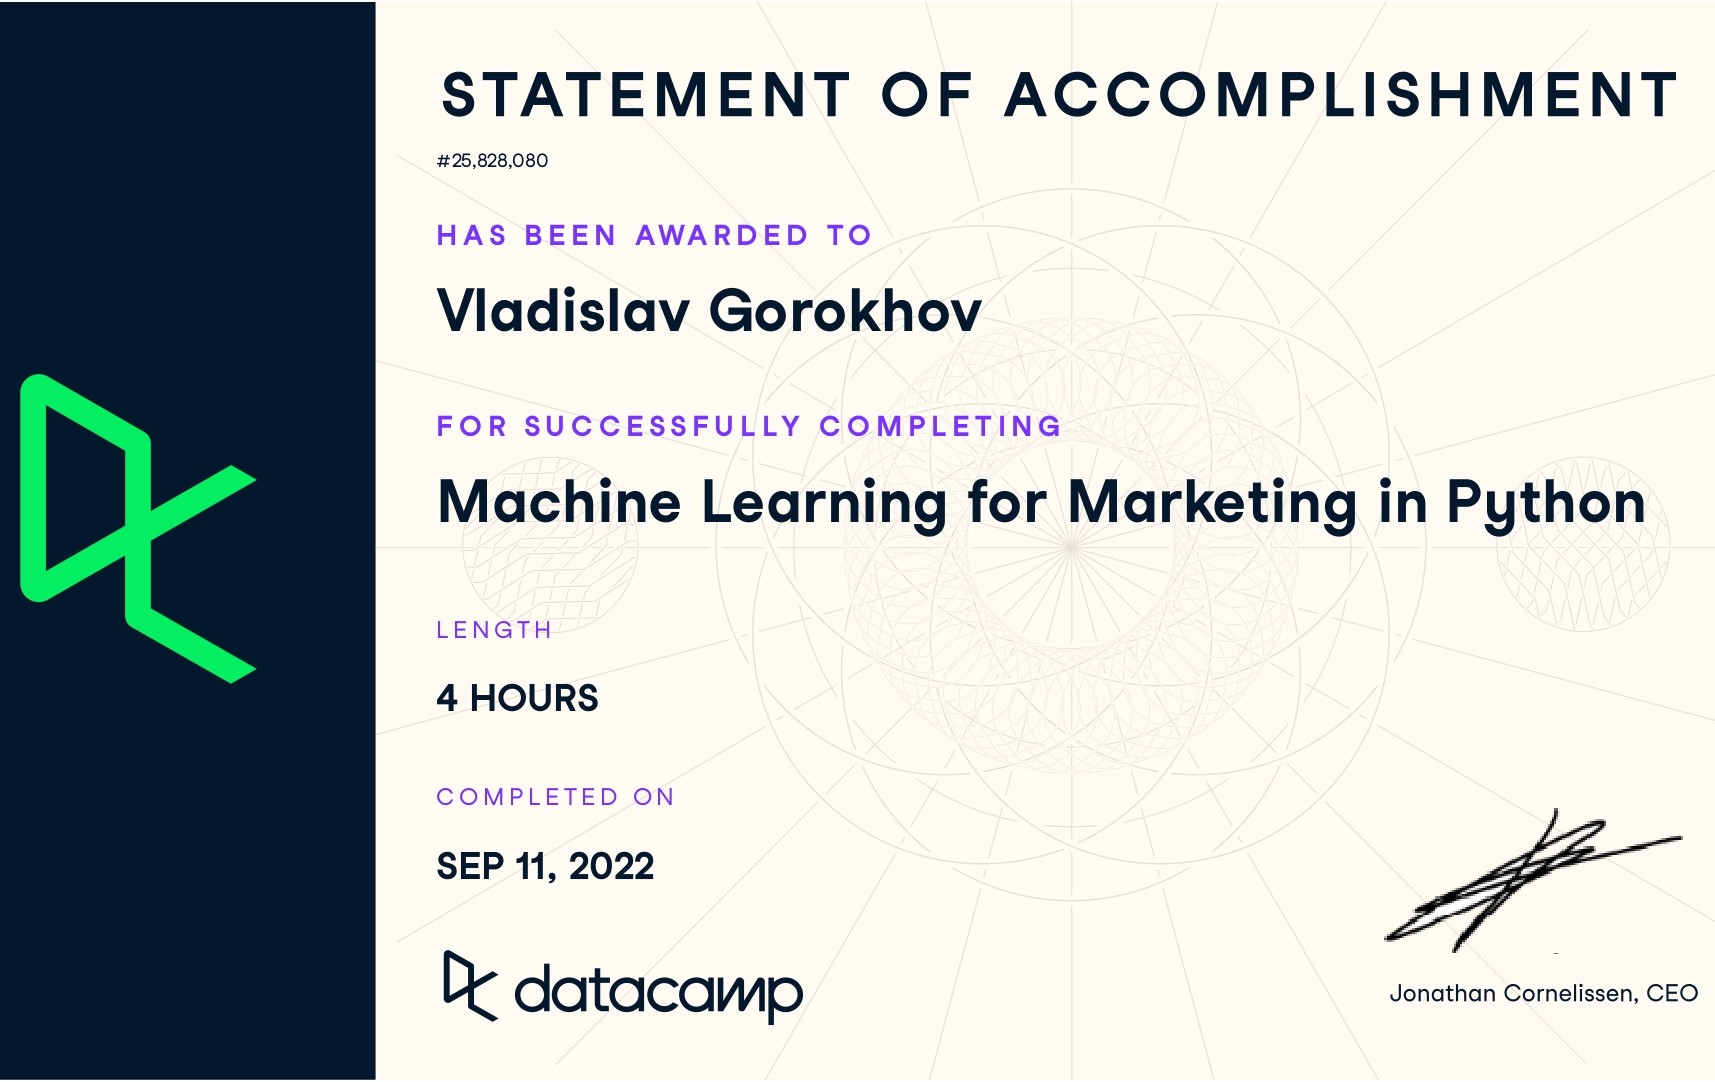 STATEMENT OF ACCOMPLISHMENT
#25,828,080
HAS BEEN AWARDED TO
Vladislav Gorokhov
FOR SUCCESSFULLY COMPLETING
Machine Learning for Marketing in Python
LENGTH
4 HOURS
COMPLETED ON
SEP 11, 2022
datacamp
Jonathan Cornelissen, CEO